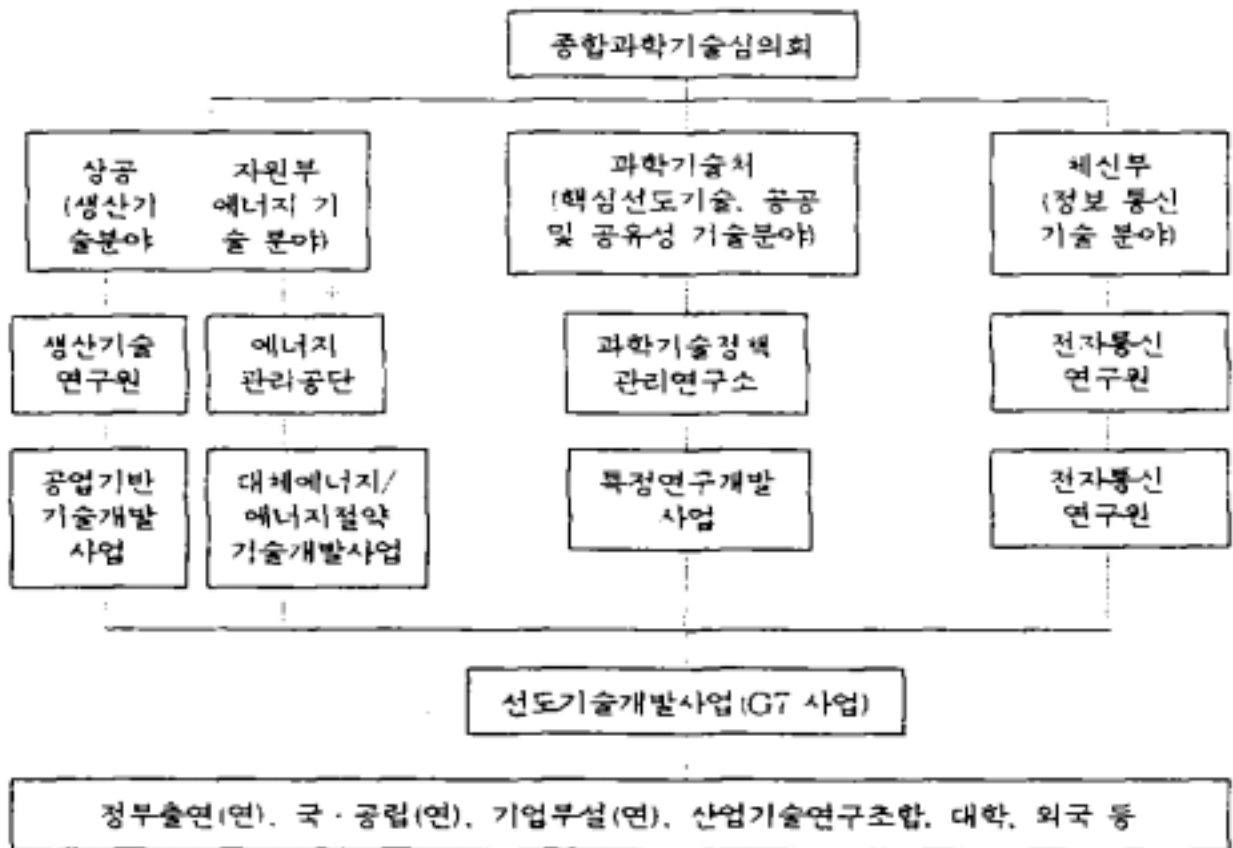 종합과학기술심의회
상공 자원부
(생산기 에너지 기
술분야 술 분야)
과학기술처
(핵심선도기술, 공공
및 공유성 기술분야)
체신부
(정보 통신
기술 분야)
생산기술
연구원
에너지
관리공단
과학기술정책
관리연구소
전자통신
연구원
공업기반
기술개발
사업
대체에너지/
에너지절약
기술개발사업
특정연구개발
사업
전자통신
연구원
선도기술개발사업(G7 사업)
정부출연(연), 국·공립(연), 기업부설(연), 산업기술연구조합, 대학, 외국 등